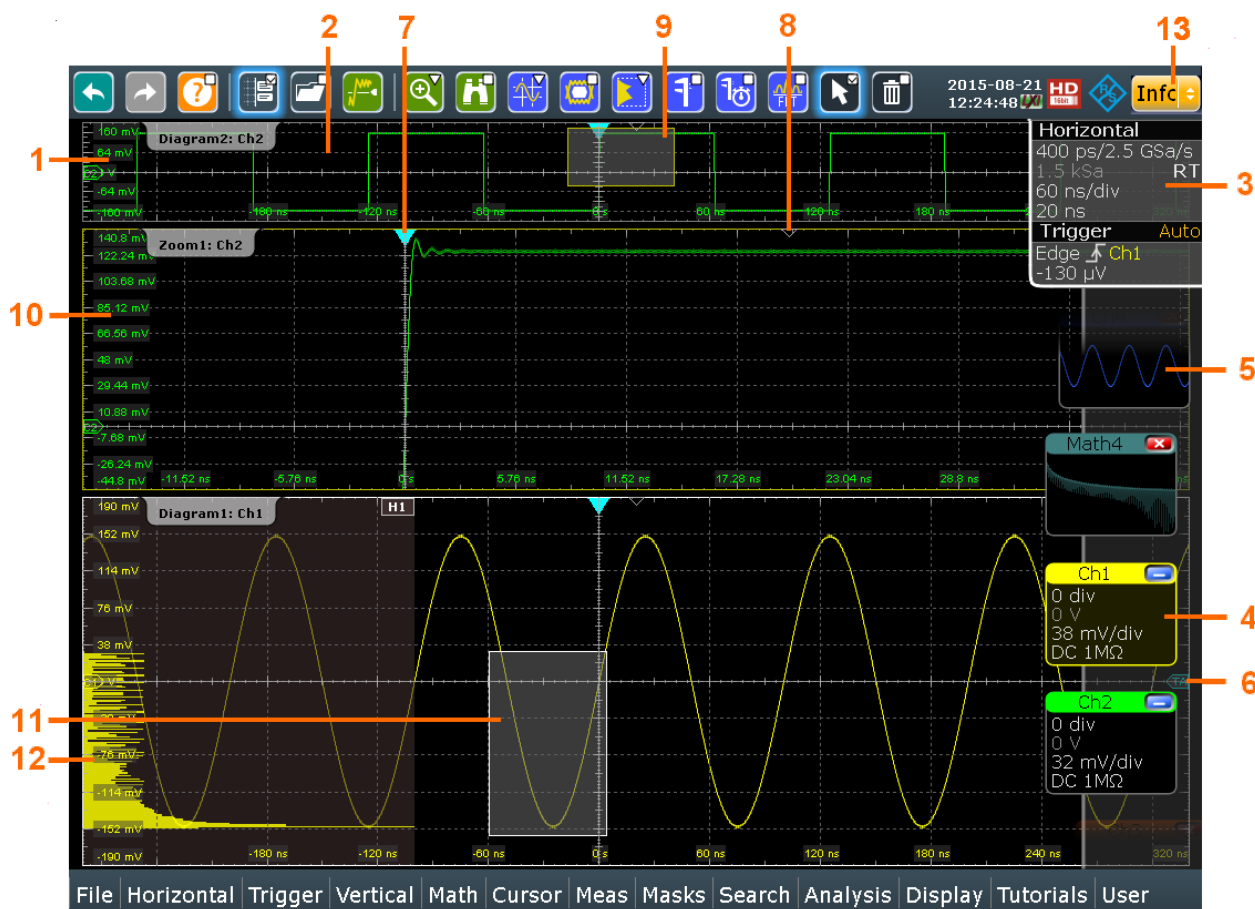 2 7 9 8 13
2015-08-21
12:24:48
HD
16bit
R&S
Info
FFT
Diagram2: Ch2
160 mV
64 mV
-64 mV
-160 mV
-180 ns -120 ns -60 ns 0 s 60 ns 120 ns 180 ns
1
Horizontal
400 ps/2.5 GSa/s
1.5 kSa RT
60 ns/div
20 ns
Trigger Auto
Edge Ch1
-130 µV
3
Zoom1: Ch2
140.8 mV
122.24 mV
103.68 mV
85.12 mV
66.56 mV
48 mV
29.44 mV
10.88 mV
C2
-7.68 mV
-26.24 mV
-44.8 mV
-11.52 ns -5.76 ns 0 s 5.76 ns 11.52 ns 17.28 ns 23.04 ns 28.8 ns
10
5
Math4
Diagram1: Ch1
H1
190 mV
152 mV
114 mV
76 mV
38 mV
-76 mV
-114 mV
-152 mV
-190 mV
-180 ns -120 ns -60 ns 0 s 60 ns 120 ns 180 ns 240 ns 320 ns
Ch1
0 div
0 V
38 mV/div
DC 1MΩ
4
TA
6
Ch2
0 div
0 V
32 mV/div
DC 1MΩ
11
12
File Horizontal Trigger Vertical Math Cursor Meas Masks Search Analysis Display Tutorials User